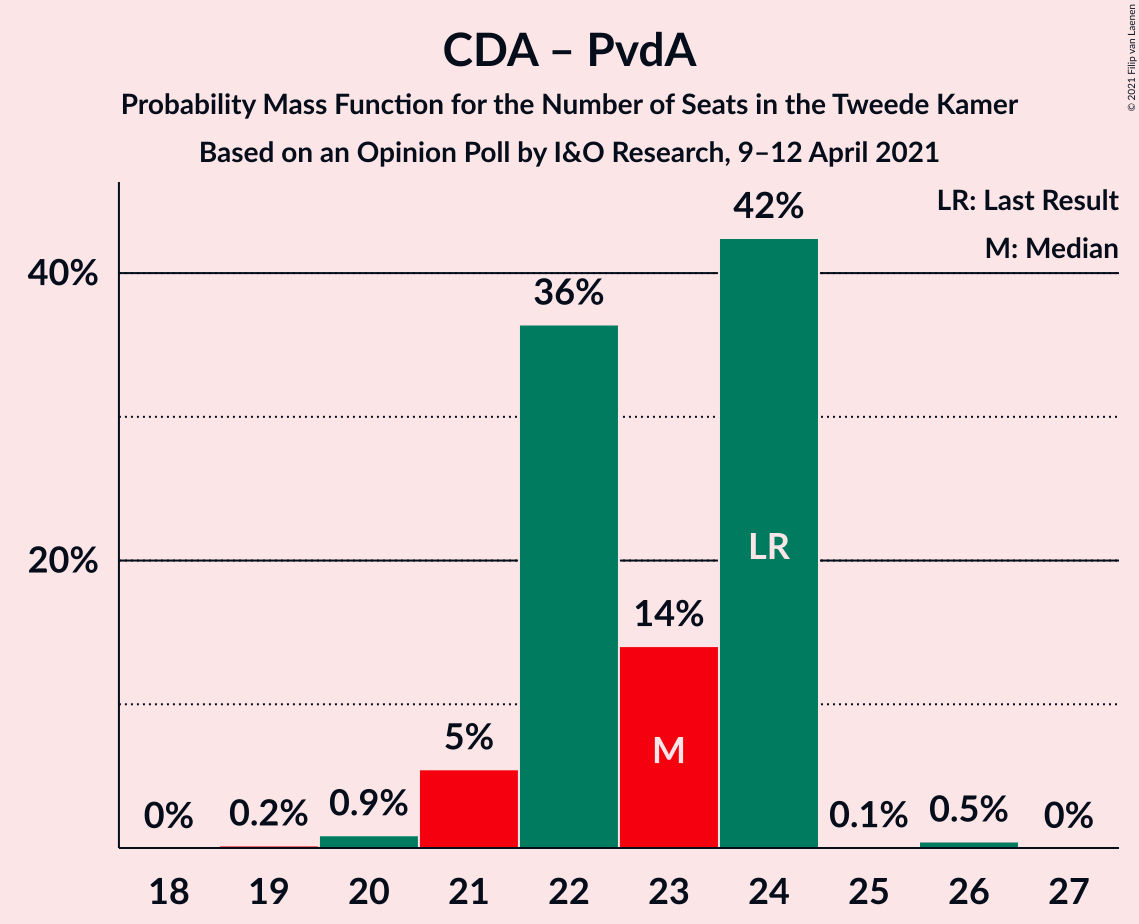 CDA – PvdA
Probability Mass Function for the Number of Seats in the Tweede Kamer
Based on an Opinion Poll by I&O Research, 9–12 April 2021
© 2021 Filip van Laenen
LR: Last Result
M: Median
40%
20%
0%
0.2%
0.9%
5%
36%
14%
42%
0.1%
0.5%
0%
M
LR
18
19
20
21
22
23
24
25
26
27